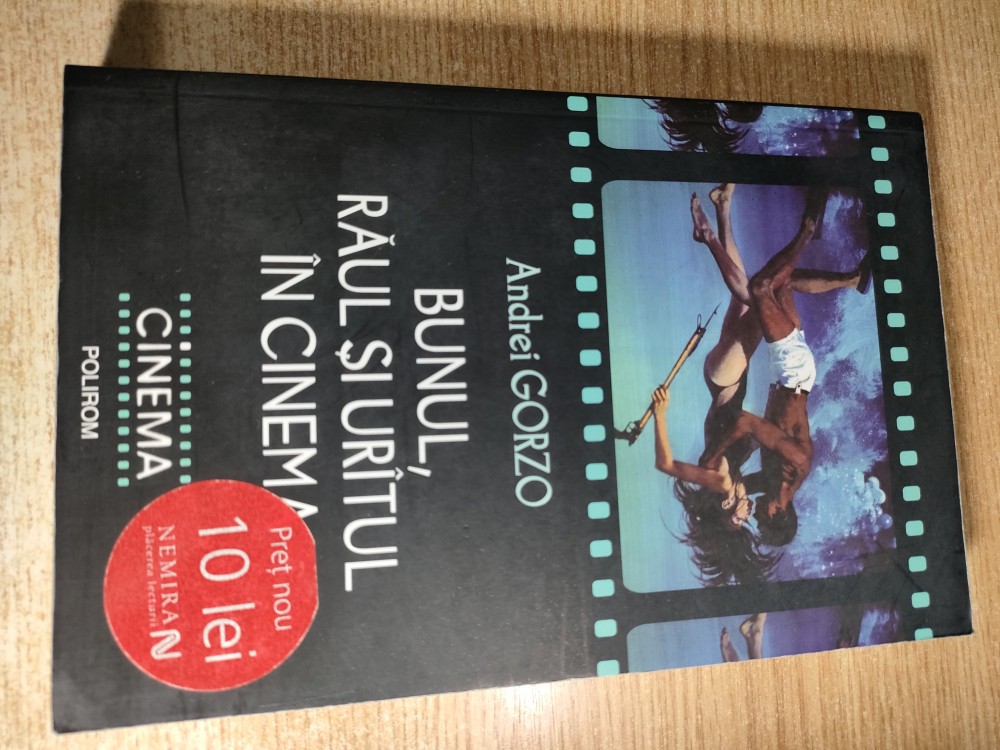 Andrei GORZO
BUNUL,
RĂUL ȘI URÎTUL
ÎN CINEMA
CINEMA
POLIROM
Preț nou
10 lei
NEMIRA
plăcerea lecturii